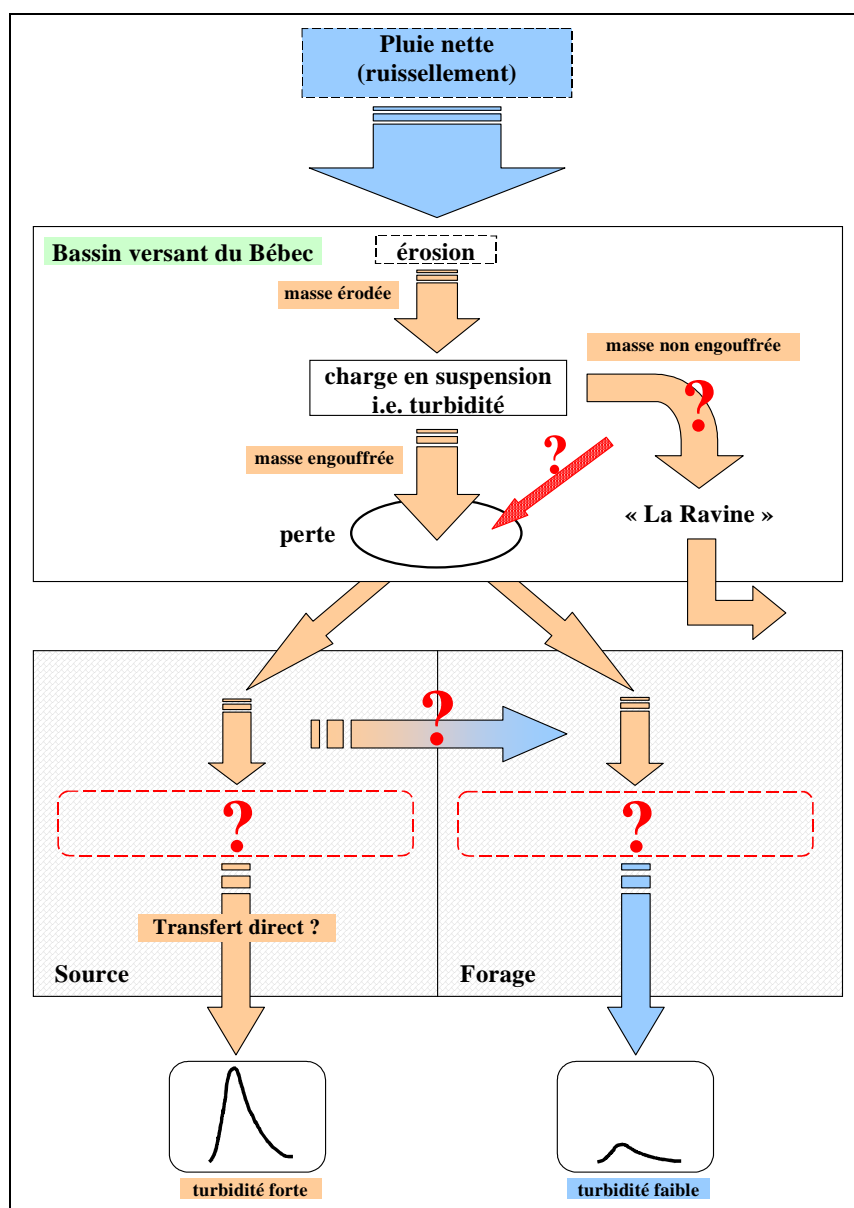 Pluie nette
(ruissellement)
Bassin versant du Bébec
érosion
masse érodée
masse non engouffrée
charge en suspension
i.e. turbidité
?
?
masse engouffrée
perte
« La Ravine »
?
?
?
Transfert direct ?
Source
Forage
turbidité forte
turbidité faible